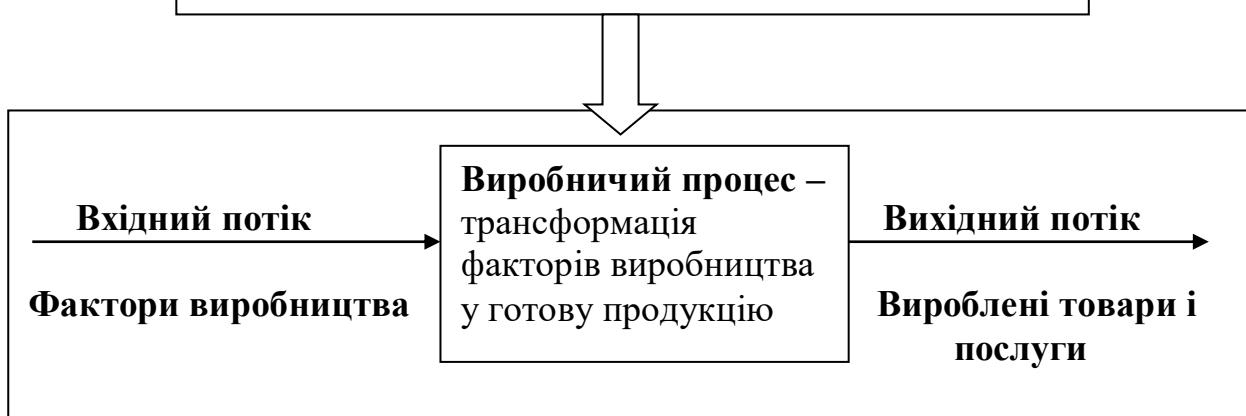 Вхідний потік
Фактори виробництва
Виробничий процес –
трансформація
факторів виробництва
у готову продукцію
Вихідний потік
Вироблені товари і
послуги